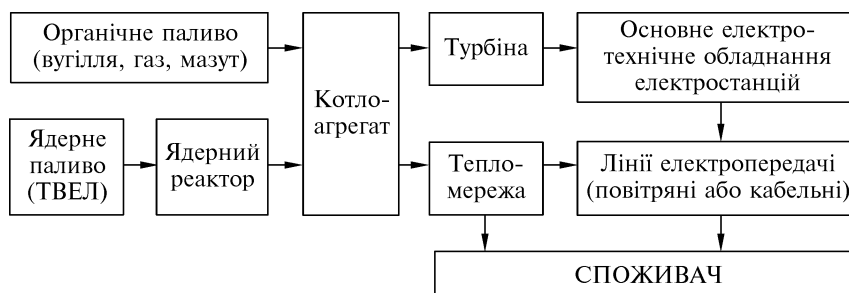 Органічне паливо
(вугілля, газ, мазут)
Котло-
агрегат
Турбіна
Основне електро-
технічне обладнання
електростанцій
Ядерне
паливо
(ТВЕЛ)
Ядерний
реактор
Тепло-
мережа
Лінії електропередачі
(повітряні або кабельні)
СПОЖИВАЧ